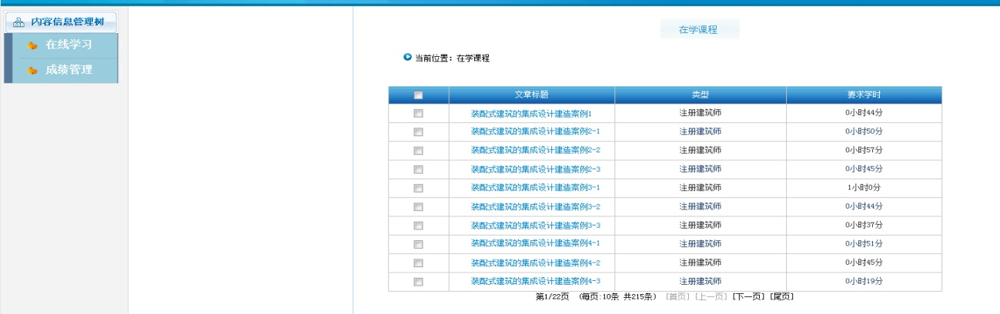 内容信息管理树
在线学习
成绩管理
在学课程
当前位置：在学课程
文章标题 类型 要求学时
装配式建筑的集成设计建造案例1 注册建筑师 0小时44分
装配式建筑的集成设计建造案例2-1 注册建筑师 0小时50分
装配式建筑的集成设计建造案例2-2 注册建筑师 0小时57分
装配式建筑的集成设计建造案例2-3 注册建筑师 0小时45分
装配式建筑的集成设计建造案例3-1 注册建筑师 1小时0分
装配式建筑的集成设计建造案例3-2 注册建筑师 0小时44分
装配式建筑的集成设计建造案例3-3 注册建筑师 0小时37分
装配式建筑的集成设计建造案例4-1 注册建筑师 0小时51分
装配式建筑的集成设计建造案例4-2 注册建筑师 0小时45分
装配式建筑的集成设计建造案例4-3 注册建筑师 0小时19分
第1/22页 (每页:10条 共215条) [首页] [上一页] [下一页] [尾页]